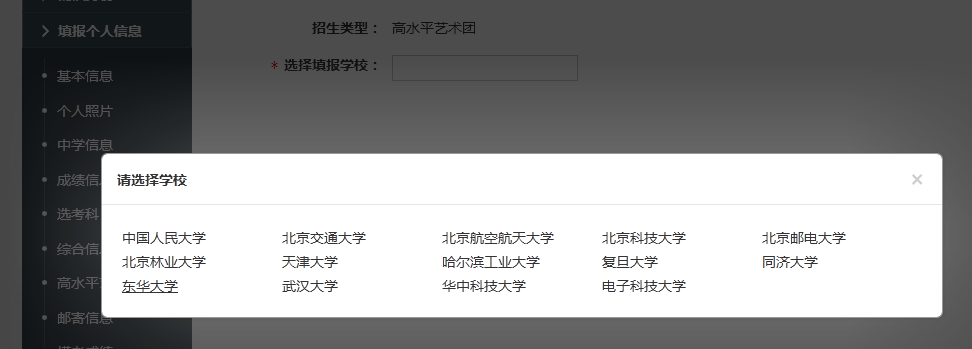 招生类型： 高水平艺术团
填报个人信息
* 选择填报学校：
基本信息
个人照片
中学信息
成绩信
选考科
综合信
高水平
邮寄信息
请选择学校 ×
中国人民大学 北京交通大学 北京航空航天大学 北京科技大学 北京邮电大学
北京林业大学 天津大学 哈尔滨工业大学 复旦大学 同济大学
东华大学 武汉大学 华中科技大学 电子科技大学